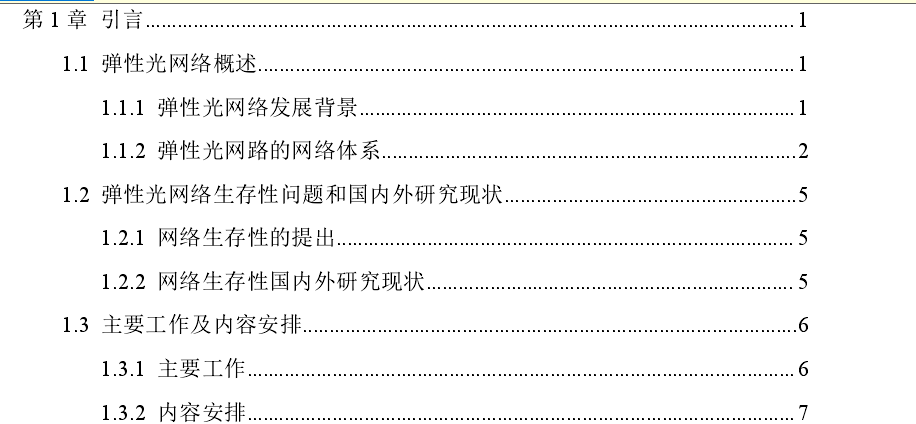 第1章 引言........................1
1.1 弹性光网络概述........................1
1.1.1 弹性光网络发展背景........................1
1.1.2 弹性光网路的网络体系........................2
1.2 弹性光网络生存性问题和国内外研究现状........................5
1.2.1 网络生存性的提出........................5
1.2.2 网络生存性国内外研究现状........................5
1.3 主要工作及内容安排........................6
1.3.1 主要工作........................6
1.3.2 内容安排........................7